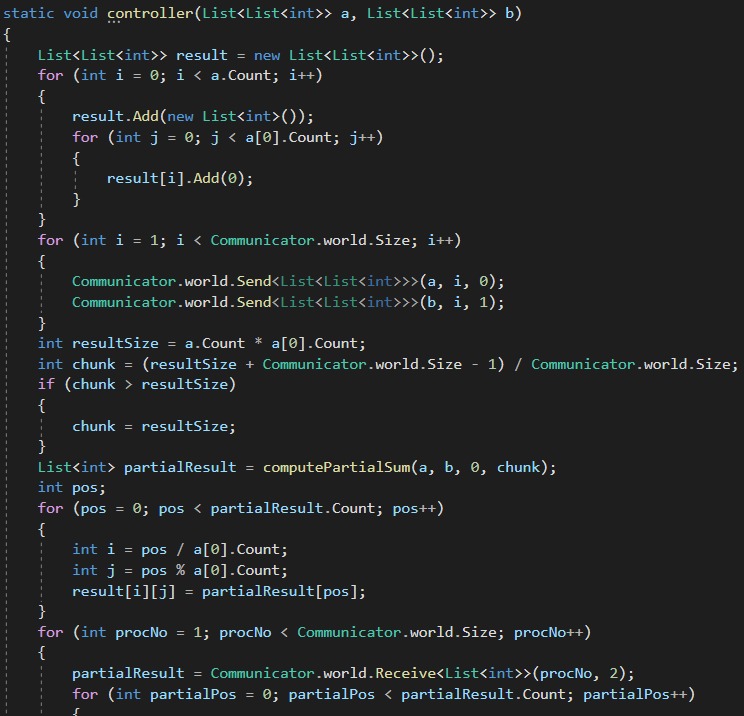 static void controller(List<List<int>> a, List<List<int>> b)
{
    List<List<int>> result = new List<List<int>>();
    for (int i = 0; i < a.Count; i++)
    {
        result.Add(new List<int>());
        for (int j = 0; j < a[0].Count; j++)
        {
            result[i].Add(0);
        }
    }
    for (int i = 1; i < Communicator.world.Size; i++)
    {
        Communicator.world.Send<List<List<int>>>(a, i, 0);
        Communicator.world.Send<List<List<int>>>(b, i, 1);
    }
    int resultSize = a.Count * a[0].Count;
    int chunk = (resultSize + Communicator.world.Size - 1) / Communicator.world.Size;
    if (chunk > resultSize)
    {
        chunk = resultSize;
    }
    List<int> partialResult = computePartialSum(a, b, 0, chunk);
    int pos;
    for (pos = 0; pos < partialResult.Count; pos++)
    {
        int i = pos / a[0].Count;
        int j = pos % a[0].Count;
        result[i][j] = partialResult[pos];
    }
    for (int procNo = 1; procNo < Communicator.world.Size; procNo++)
    {
        partialResult = Communicator.world.Receive<List<int>>(procNo, 2);
        for (int partialPos = 0; partialPos < partialResult.Count; partialPos++)
        {